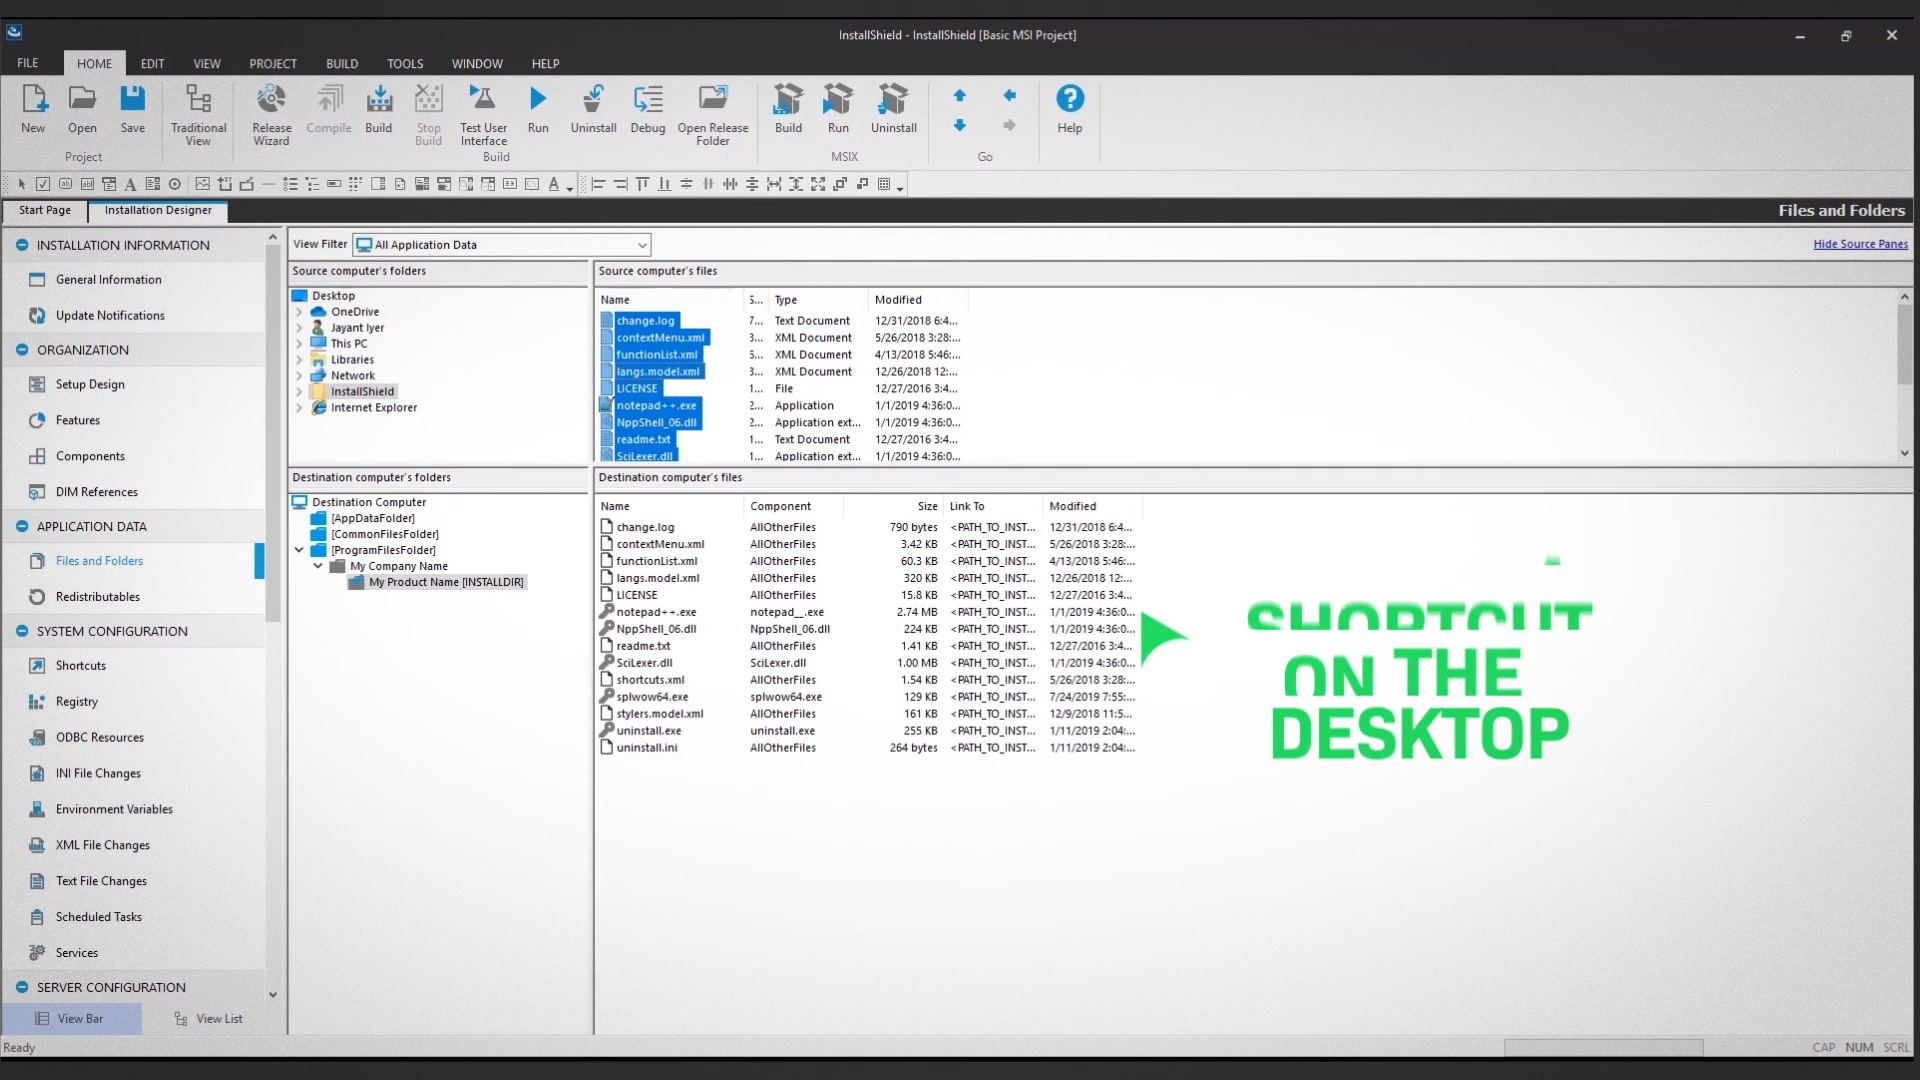 InstallShield - InstallShield [Basic MSI Project]
FILE HOME EDIT VIEW PROJECT BUILD TOOLS WINDOW HELP
New Open Save Traditional View Release Wizard Compile Build Stop Build Test User Interface Run Uninstall Debug Open Release Folder Build Run Uninstall Help
Project Build MSIX Go
Start Page Installation Designer Files and Folders
INSTALLATION INFORMATION
General Information
Update Notifications
ORGANIZATION
Setup Design
Features
Components
DIM References
APPLICATION DATA
Files and Folders
Redistributables
SYSTEM CONFIGURATION
Shortcuts
Registry
ODBC Resources
INI File Changes
Environment Variables
XML File Changes
Text File Changes
Scheduled Tasks
Services
SERVER CONFIGURATION
View Bar View List
View Filter All Application Data Hide Source Panes
Source computer's folders
Desktop
OneDrive
Jayant Iyer
This PC
Libraries
Network
InstallShield
Internet Explorer
Source computer's files
Name S... Type Modified
change.log 7... Text Document 12/31/2018 6:4...
contextMenu.xml 3... XML Document 5/26/2018 3:28:...
functionList.xml 6... XML Document 4/13/2018 5:46:...
langs.model.xml 3... XML Document 12/26/2018 12:...
LICENSE 1... File 12/27/2016 3:4...
notepad++.exe 2... Application 1/1/2019 4:36:0...
NppShell_06.dll 2... Application ext... 1/1/2019 4:36:0...
readme.txt 1... Text Document 12/27/2016 3:4...
SciLexer.dll 1... Application ext... 1/1/2019 4:36:0...
Destination computer's folders
Destination Computer
[AppDataFolder]
[CommonFilesFolder]
[ProgramFilesFolder]
My Company Name
My Product Name [INSTALLDIR]
Destination computer's files
Name Component Size Link To Modified
change.log AllOtherFiles 790 bytes <PATH_TO_INST... 12/31/2018 6:4...
contextMenu.xml AllOtherFiles 3.42 KB <PATH_TO_INST... 5/26/2018 3:28:...
functionList.xml AllOtherFiles 60.3 KB <PATH_TO_INST... 4/13/2018 5:46:...
langs.model.xml AllOtherFiles 320 KB <PATH_TO_INST... 12/26/2018 12:...
LICENSE AllOtherFiles 15.8 KB <PATH_TO_INST... 12/27/2016 3:4...
notepad++.exe notepad__.exe 2.74 MB <PATH_TO_INST... 1/1/2019 4:36:0...
NppShell_06.dll NppShell_06.dll 224 KB <PATH_TO_INST... 1/1/2019 4:36:0...
readme.txt AllOtherFiles 1.41 KB <PATH_TO_INST... 12/27/2016 3:4...
SciLexer.dll SciLexer.dll 1.00 MB <PATH_TO_INST... 1/1/2019 4:36:0...
shortcuts.xml AllOtherFiles 1.54 KB <PATH_TO_INST... 5/26/2018 3:28:...
splwow64.exe splwow64.exe 129 KB <PATH_TO_INST... 7/24/2019 7:55:...
stylers.model.xml AllOtherFiles 161 KB <PATH_TO_INST... 12/9/2018 11:5...
uninstall.exe uninstall.exe 255 KB <PATH_TO_INST... 1/11/2019 2:04:...
uninstall.ini AllOtherFiles 264 bytes <PATH_TO_INST... 1/11/2019 2:04:...
SHORTCUT
ON THE
DESKTOP
Ready CAP NUM SCRL